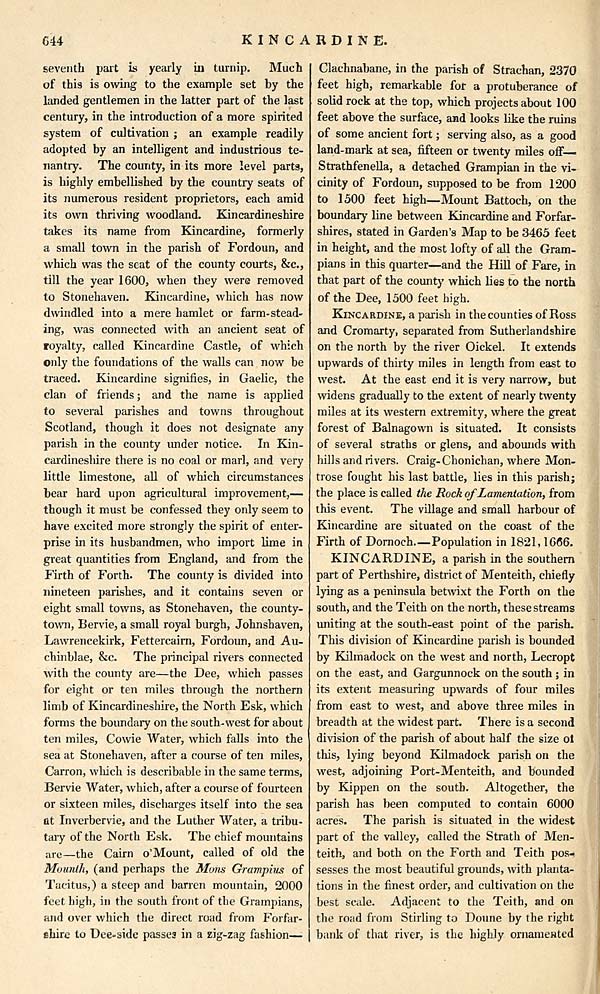 644
KINCARDINE.
seventh part is yearly in turnip. Much
of this is owing to the example set by the
landed gentlemen in the latter part of the last
century, in the introduction of a more spirited
system of cultivation ; an example readily
adopted by an intelligent and industrious te-
nantry. The county, in its more level parts,
is highly embellished by the country seats of
its numerous resident proprietors, each amid
its own thriving woodland. Kincardineshire
takes its name from Kincardine, formerly
a small town in the parish of Fordoun, and
which was the seat of the county courts, &c.,
till the year 1600, when they were removed
to Stonehaven. Kincardine, which has now
dwindled into a mere hamlet or farm-stead-
ing, was connected with an ancient seat of
royalty, called Kincardine Castle, of which
only the foundations of the walls can now be
traced. Kincardine signifies, in Gaelic, the
clan of friends; and the name is applied
to several parishes and towns throughout
Scotland, though it does not designate any
parish in the county under notice. In Kin-
cardineshire there is no coal or marl, and very
little limestone, all of which circumstances
bear hard upon agricultural improvement,—
though it must be confessed they only seem to
have excited more strongly the spirit of enter-
prise in its husbandmen, who import lime in
great quantities from England, and from the
Firth of Forth. The county is divided into
nineteen parishes, and it contains seven or
eight small towns, as Stonehaven, the county-
town, Bervie, a small royal burgh, Johnshaven,
Lawrencekirk, Fettercairn, Fordoun, and Au-
chinblae, &c. The principal rivers connected
with the county are—the Dee, which passes
for eight or ten miles through the northern
limb of Kincardineshire, the North Esk, which
forms the boundary on the south-west for about
ten miles, Cowie Water, which falls into the
sea at Stonehaven, after a course of ten miles,
Carron, which is describable in the same terms,
Bervie Water, which, after a course of fourteen
or sixteen miles, discharges itself into the sea
at Inverbervie, and the Luther Water, a tribu-
tary of the North Esk. The chief mountains
are—the Cairn o'Mount, called of old the
Mounth, (and perhaps the Mons Grampius of
Tacitus,) a steep and barren mountain, 2000
feet high, in the south front of the Grampians,
and over which the direct road from Forfar-
shire to Dee-side passes in a zig-zag fashion—
Clachnabane, in the parish of Strachan, 2370
feet high, remarkable for a protuberance of
solid rock at the top, which projects about 100
feet above the surface, and looks like the ruins
of some ancient fort; serving also, as a good
land-mark at sea, fifteen or twenty miles off—
Strathfenella, a detached Grampian in the vi-
cinity of Fordoun, supposed to be from 1200
to 1500 feet high—Mount Battoch, on the
boundary line between Kincardine and Forfar-
shires, stated in Garden's Map to be 3465 feet
in height, and the most lofty of all the Gram-
pians in this quarter—and the Hill of Fare, in
that part of the county which lies to the north
of the Dee, 1500 feet high.
KINCARDINE, a parish in the counties of Ross
and Cromarty, separated from Sutherlandshire
on the north by the river Oickel. It extends
upwards of thirty miles in length from east to
west. At the east end it is very narrow, but
widens gradually to the extent of nearly twenty
miles at its western extremity, where the great
forest of Balnagown is situated. It consists
of several straths or glens, and abounds with
hills and rivers. Craig-Chonichan, where Mon-
trose fought his last battle, lies in this parish;
the place is called the Rock of Lamentation, from
this event. The village and small harbour of
Kincardine are situated on the coast of the
Firth of Dornoch.—Population in 1821, 1666.
KINCARDINE, a parish in the southern
part of Perthshire, district of Menteith, chiefly
lying as a peninsula betwixt the Forth on the
south, and the Teith on the north, these streams
uniting at the south-east point of the parish.
This division of Kincardine parish is bounded
by Kilmadock on the west and north, Lecropt
on the east, and Gargunnock on the south ; in
its extent measuring upwards of four miles
from east to west, and above three miles in
breadth at the widest part. There is a second
division of the parish of about half the size of
this, lying beyond Kilmadock parish on the
west, adjoining Port-Menteith, and bounded
by Kippen on the south. Altogether, the
parish has been computed to contain 6000
acres. The parish is situated in the widest
part of the valley, called the Strath of Men-
teith, and both on the Forth and Teith pos-
sesses the most beautiful grounds, with planta-
tions in the finest order, and cultivation on the
best scale. Adjacent to the Teith, and on
the road from Stirling to Doune by the right
bank of that river, is the highly ornamented